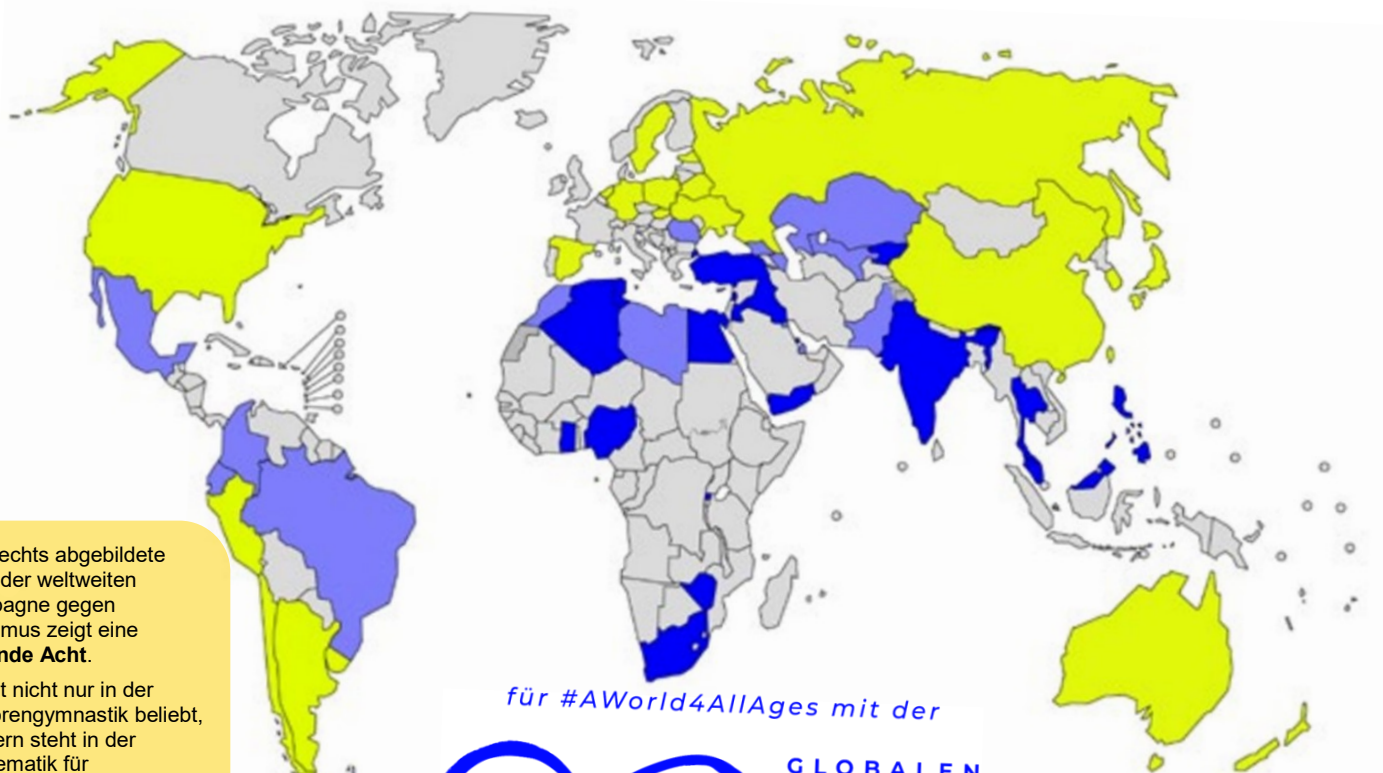 echts abgebildete
der weltweiten
pagne gegen
mus zeigt eine
nde Acht.
t nicht nur in der
orengymnastik beliebt,
ern steht in der
ematik für
für #AWorld4AllAges mit der
GLOBALEN